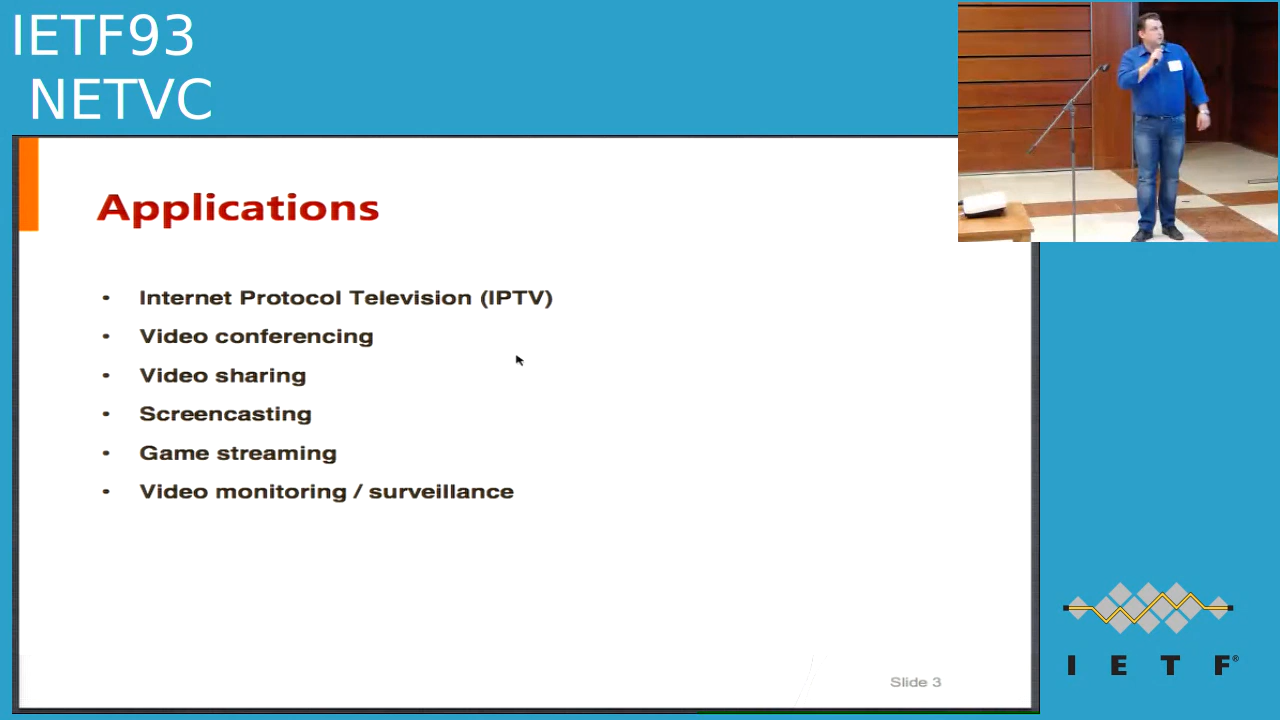 IETF93
NETVC
Applications
• Internet Protocol Television (IPTV)
• Video conferencing
• Video sharing
• Screencasting
• Game streaming
• Video monitoring / surveillance
Slide 3
I E T F®